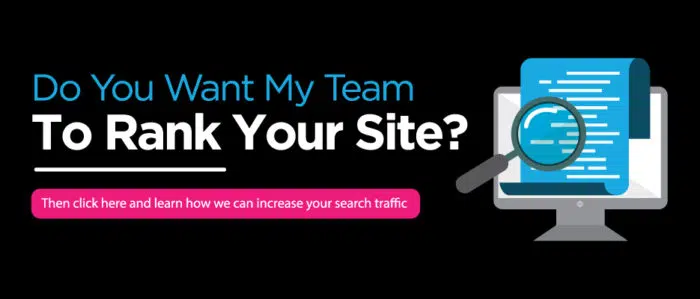 Do You Want My Team
To Rank Your Site?
Then click here and learn how we can increase your search traffic